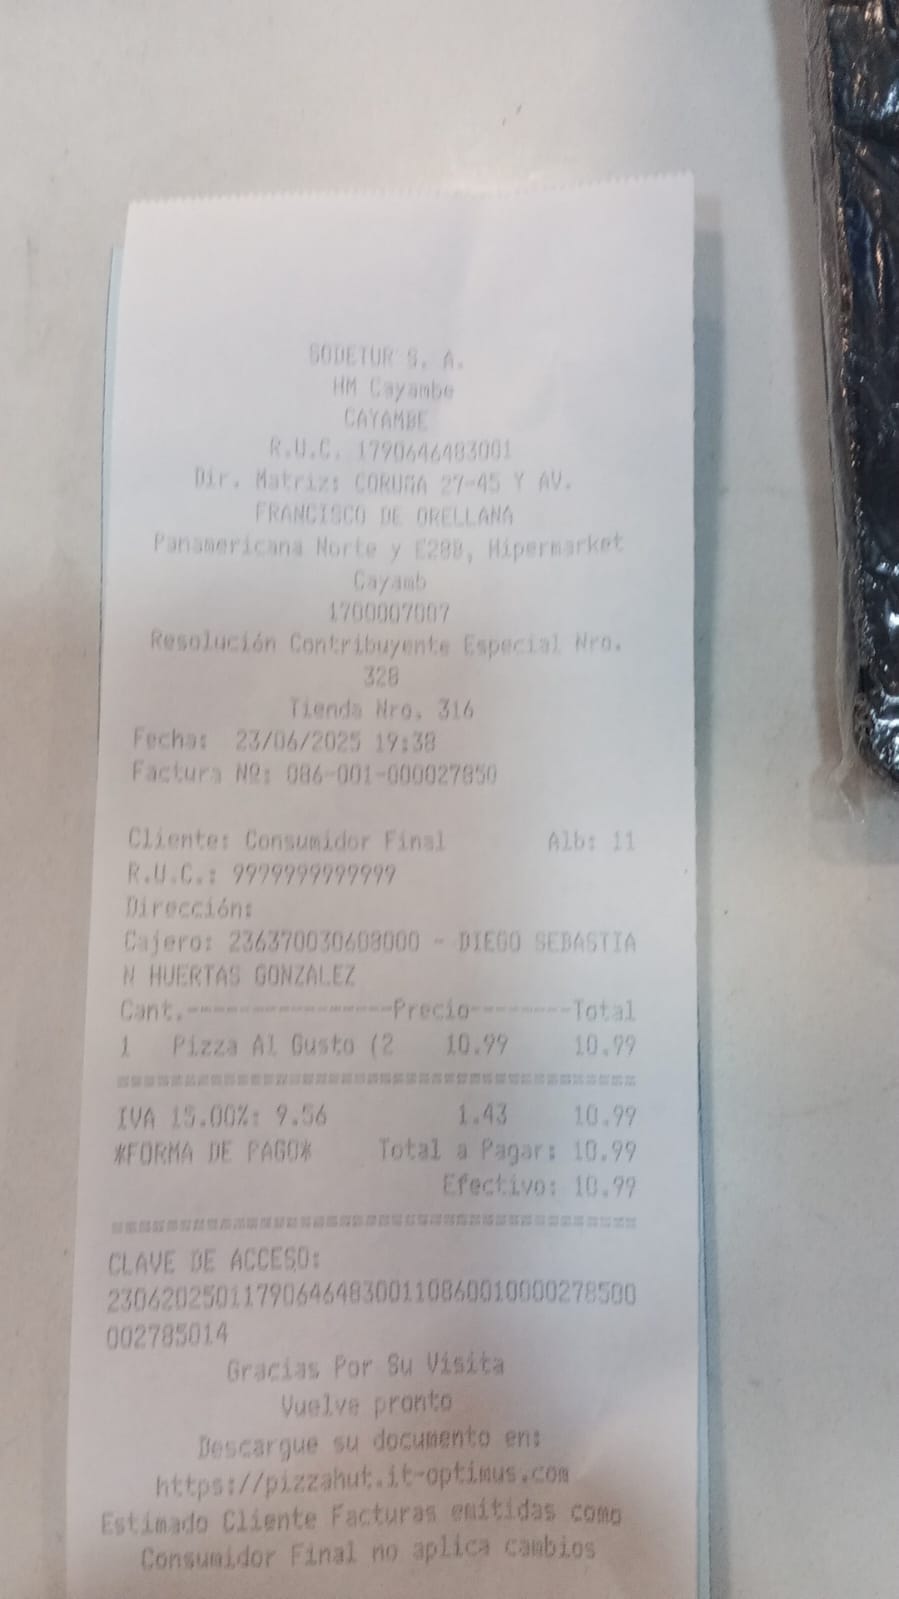 SODETUR S. A.
HM Cayambe
CAYAMBE
R.U.C. 1790646483001
Dir. Matriz: CORUÑA 27-45 Y AV.
FRANCISCO DE ORELLANA
Panamericana Norte y E28B, Hipermarket
Cayamb
1700007007
Resolución Contribuyente Especial Nro.
328
Tienda Nro. 316
Fecha: 23/06/2025 19:38
Factura Nº: 086-001-000027850
Cliente: Consumidor Final Alb: 11
R.U.C.: 9999999999999
Dirección:
Cajero: 236370030608000 - DIEGO SEBASTIA
N HUERTAS GONZALEZ
Cant.----------------Precio--------Total
1 Pizza Al Gusto (2 10.99 10.99
========================================
IVA 15.00%: 9.56 1.43 10.99
*FORMA DE PAGO* Total a Pagar: 10.99
Efectivo: 10.99
========================================
CLAVE DE ACCESO:
2306202501179064648300110860010000278500
002785014
Gracias Por Su Visita
Vuelve pronto
Descargue su documento en:
https://pizzahut.it-optimus.com
Estimado Cliente Facturas emitidas como
Consumidor Final no aplica cambios